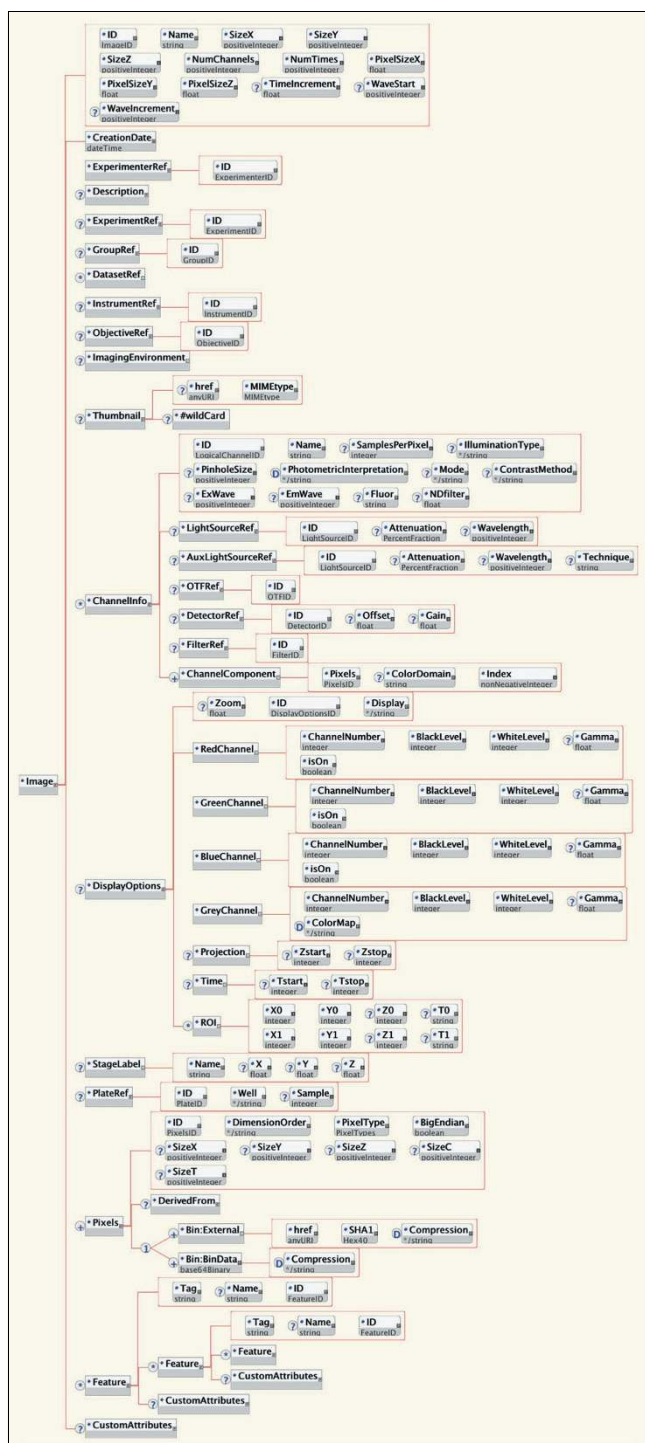 ID Name SizeX SizeY
ImageID string positiveInteger positiveInteger
SizeZ NumChannels NumTimes PixelSizeX
positiveInteger positiveInteger positiveInteger float
? PixelSizeY PixelSizeZ ? TimeIncrement ? WaveStart
float float float positiveInteger
? WaveIncrement
positiveInteger
CreationDate
dateTime
ExperimenterRef ID
ExperimenterID
? Description
? ExperimentRef ID
ExperimentID
? GroupRef ID
GroupID
* DatasetRef
? InstrumentRef ID
InstrumentID
? ObjectiveRef ID
ObjectiveID
? ImagingEnvironment
? href MIMEtype
anyURI MIMEtype
? Thumbnail ? #wildCard
ID Name ? SamplesPerPixel ? IlluminationType
LogicalChannelID string integer */string
? PinholeSize D PhotometricInterpretation ? Mode ? ContrastMethod
positiveInteger */string */string */string
? ExWave ? EmWave ? Fluor ? NDfilter
positiveInteger positiveInteger string float
? LightSourceRef ID ? Attenuation ? Wavelength
LightSourceID PercentFraction positiveInteger
? AuxLightSourceRef ID ? Attenuation ? Wavelength ? Technique
LightSourceID PercentFraction positiveInteger string
* ChannelInfo ? OTFRef ID
OTFID
? DetectorRef ID ? Offset ? Gain
DetectorID float float
? FilterRef ID
FilterID
+ ChannelComponent Pixels ? ColorDomain Index
PixelsID string nonNegativeInteger
? Zoom ID Display
float DisplayOptionsID */string
RedChannel ChannelNumber BlackLevel WhiteLevel ? Gamma
integer integer integer float
isOn
boolean
Image
GreenChannel ChannelNumber BlackLevel WhiteLevel ? Gamma
integer integer integer float
isOn
boolean
BlueChannel ChannelNumber BlackLevel WhiteLevel ? Gamma
integer integer integer float
isOn
boolean
? DisplayOptions
GreyChannel ChannelNumber BlackLevel WhiteLevel ? Gamma
integer integer integer float
D ColorMap
*/string
? Projection ? Zstart ? Zstop
integer integer
? Time ? Tstart ? Tstop
integer integer
* ROI X0 Y0 ? Z0 ? T0
integer integer integer string
X1 Y1 ? Z1 ? T1
integer integer integer string
? StageLabel Name ? X ? Y ? Z
string float float float
? PlateRef ID Well ? Sample
PlateID */string integer
ID DimensionOrder PixelType BigEndian
PixelsID */string PixelTypes boolean
? SizeX ? SizeY ? SizeZ ? SizeC
positiveInteger positiveInteger positiveInteger positiveInteger
? SizeT
positiveInteger
? DerivedFrom
+ Pixels
+ Bin:External href SHA1 D Compression
anyURI Hex40 */string
1
+ Bin:BinData D Compression
base64Binary */string
Tag ? Name ID
string string FeatureID
Tag ? Name ID
string string FeatureID
* Feature * Feature * Feature
? CustomAttributes
? CustomAttributes
? CustomAttributes